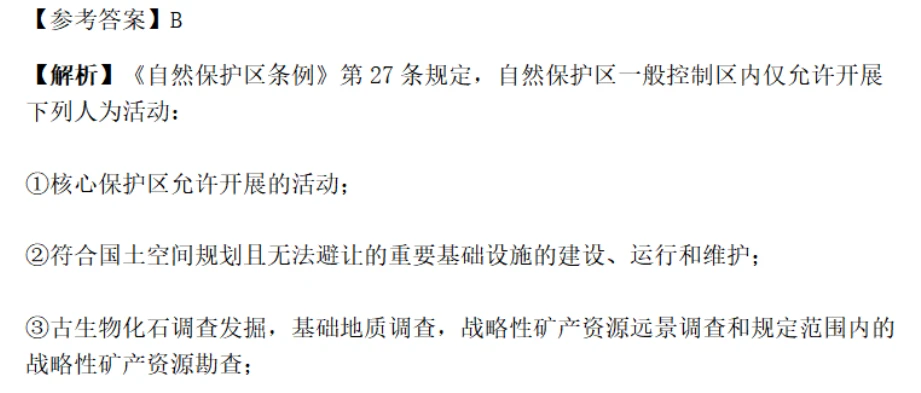 【参考答案】B
【解析】《自然保护区条例》第 27 条规定，自然保护区一般控制区内仅允许开展
下列人为活动：
①核心保护区允许开展的活动；
②符合国土空间规划且无法避让的重要基础设施的建设、运行和维护；
③古生物化石调查发掘，基础地质调查，战略性矿产资源远景调查和规定范围内的
战略性矿产资源勘查；